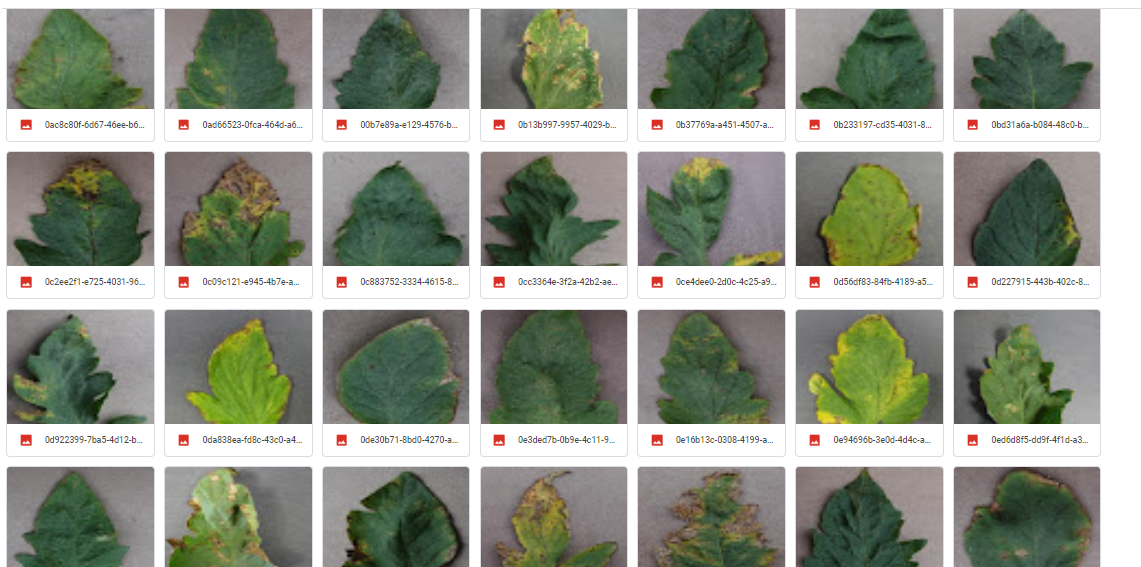 0ac8c80f-6d67-46ee-b6...
0ad66523-0fca-464d-a6...
00b7e89a-e129-4576-b...
0b13b997-9957-4029-b...
0b37769a-a451-4507-a...
0b233197-cd35-4031-8...
0bd31a6a-b084-48c0-b...
0c2ee2f1-e725-4031-96...
0c09c121-e945-4b7e-a...
0c883752-3334-4615-8...
0cc3364e-3f2a-42b2-ae...
0ce4dee0-2d0c-4c25-a9...
0d56df83-84fb-4189-a5...
0d227915-443b-402c-8...
0d922399-7ba5-4d12-b...
0da838ea-fd8c-43c0-a4...
0de30b71-8bd0-4270-a...
0e3ded7b-0b9e-4c11-9...
0e16b13c-0308-4199-a...
0e94696b-3e0d-4d4c-a...
0ed6d8f5-dd9f-4f1d-a3...